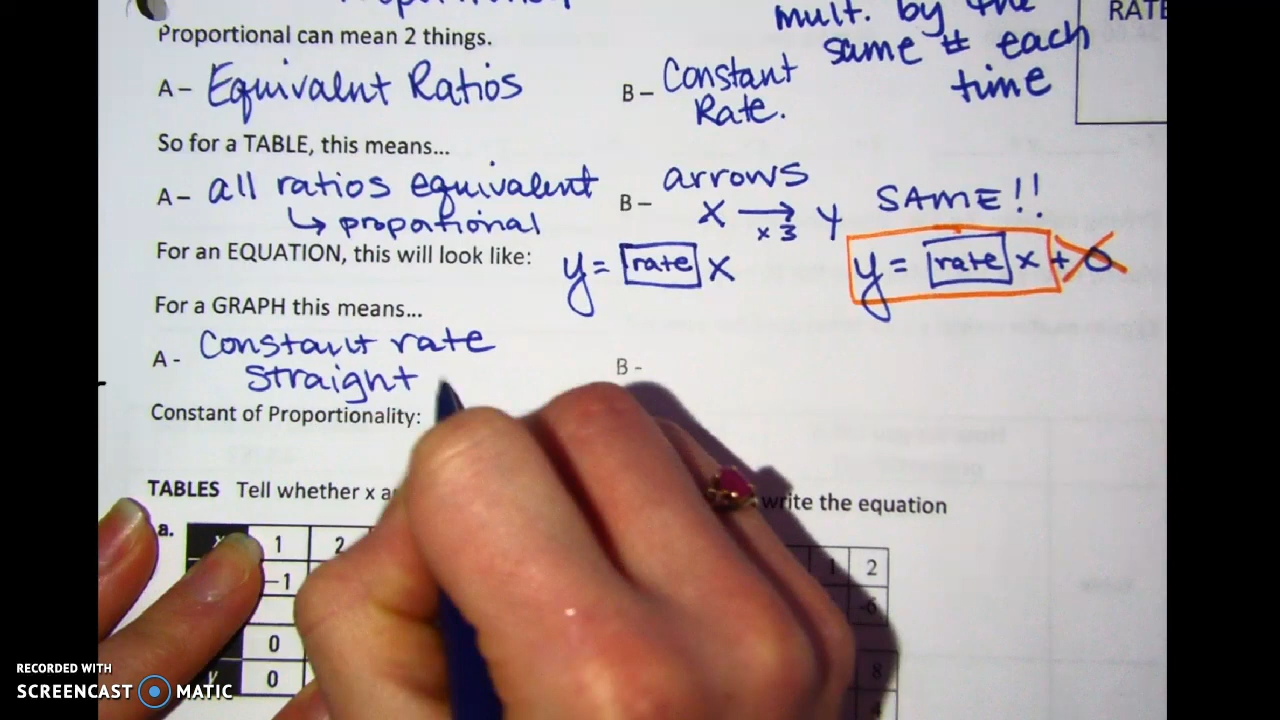 Proportional can mean 2 things.
mult. by the
same # each
time
RATE
A – Equivalent Ratios
B – Constant
Rate.
So for a TABLE, this means...
A – all ratios equivalent
↳ proportional
B – arrows
x → y
x 3
SAME!!
For an EQUATION, this will look like:
y = rate x
y = rate x + 0
For a GRAPH this means...
A - Constant rate
straight
B -
Constant of Proportionality:
TABLES Tell whether x a
write the equation
a.
1 2
-1
0
y 0
1 2
-6
8
RECORDED WITH
SCREENCAST MATIC